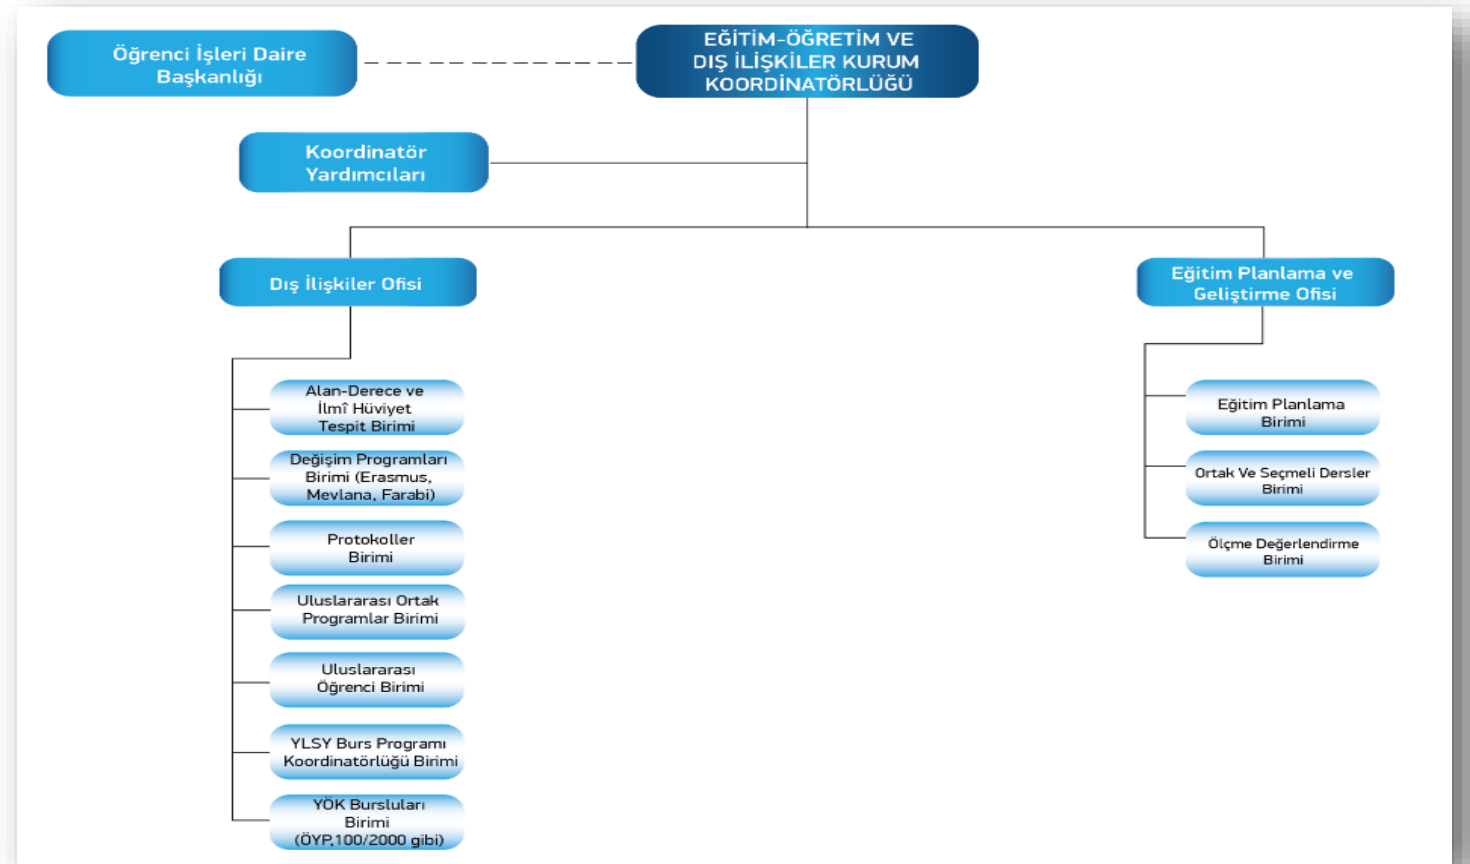 Öğrenci İşleri Daire
Başkanlığı
EĞİTİM-ÖĞRETİM VE
DIŞ İLİŞKİLER KURUM
KOORDİNATÖRLÜĞÜ
Koordinatör
Yardımcıları
Dış İlişkiler Ofisi
Alan-Derece ve
İlmî Hüviyet
Tespit Birimi
Değişim Programları
Birimi (Erasmus,
Mevlana, Farabi)
Protokoller
Birimi
Uluslararası Ortak
Programlar Birimi
Uluslararası
Öğrenci Birimi
YLSY Burs Programı
Koordinatörlüğü Birimi
YÖK Bursluları
Birimi
(ÖYP,100/2000 gibi)
Eğitim Planlama ve
Geliştirme Ofisi
Eğitim Planlama
Birimi
Ortak Ve Seçmeli Dersler
Birimi
Ölçme Değerlendirme
Birimi